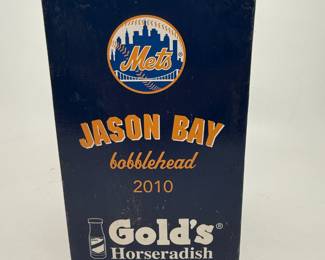 Mets
JASON BAY
bobblehead
2010
Gold's®
Horseradish